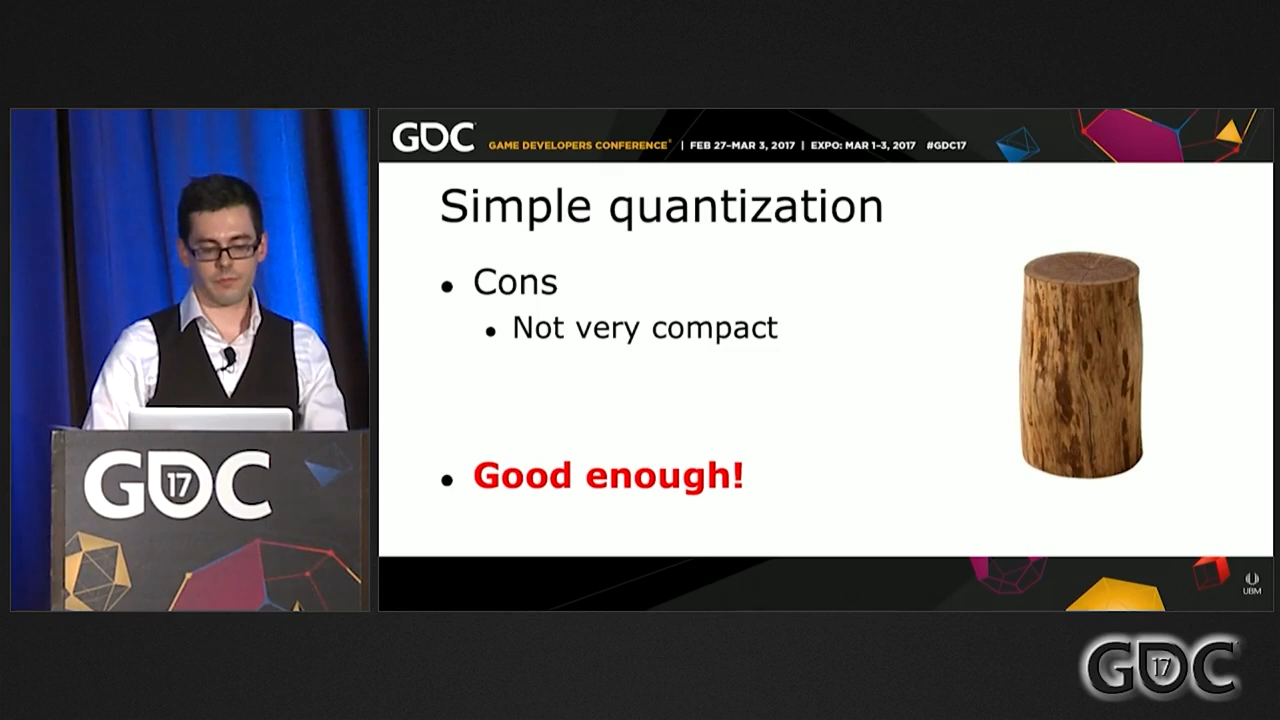 GDC
GAME DEVELOPERS CONFERENCE® | FEB 27-MAR 3, 2017 | EXPO: MAR 1-3, 2017 #GDC17
Simple quantization
• Cons
• Not very compact
• Good enough!
GDC 17
UBM
GDC 17